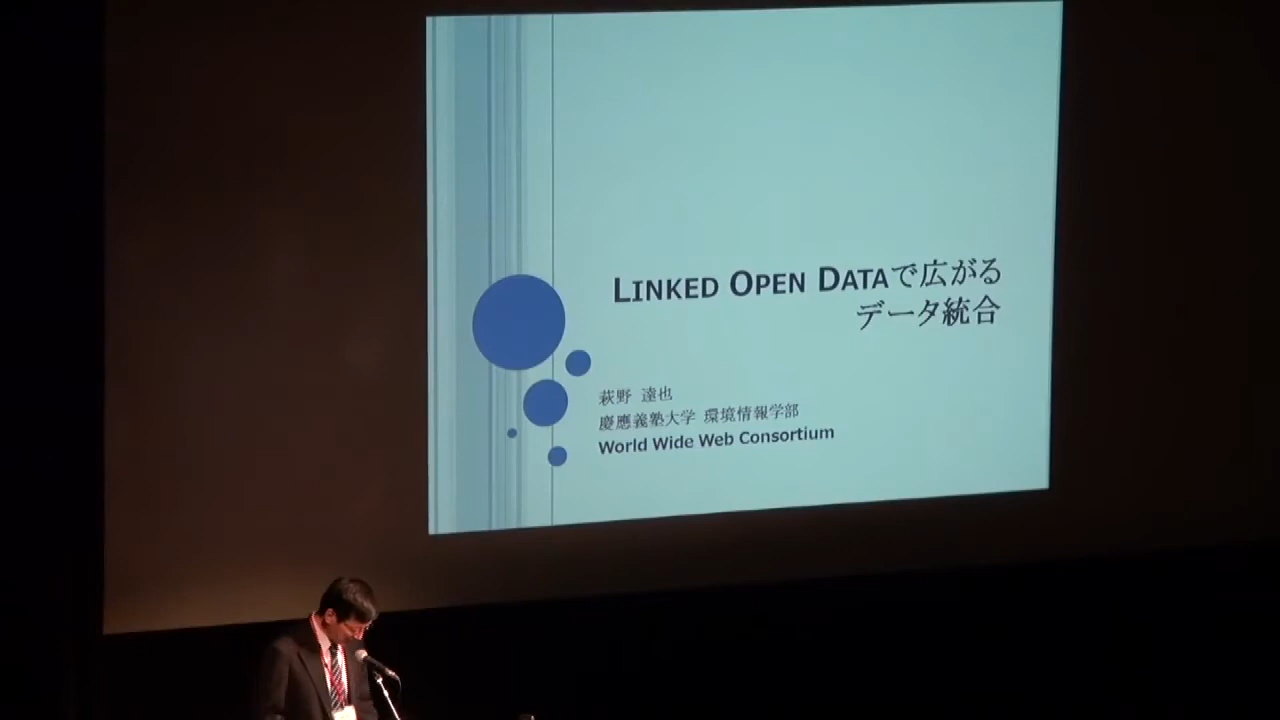 LINKED OPEN DATAで広がる
データ統合
萩野 達也
慶應義塾大学 環境情報学部
World Wide Web Consortium